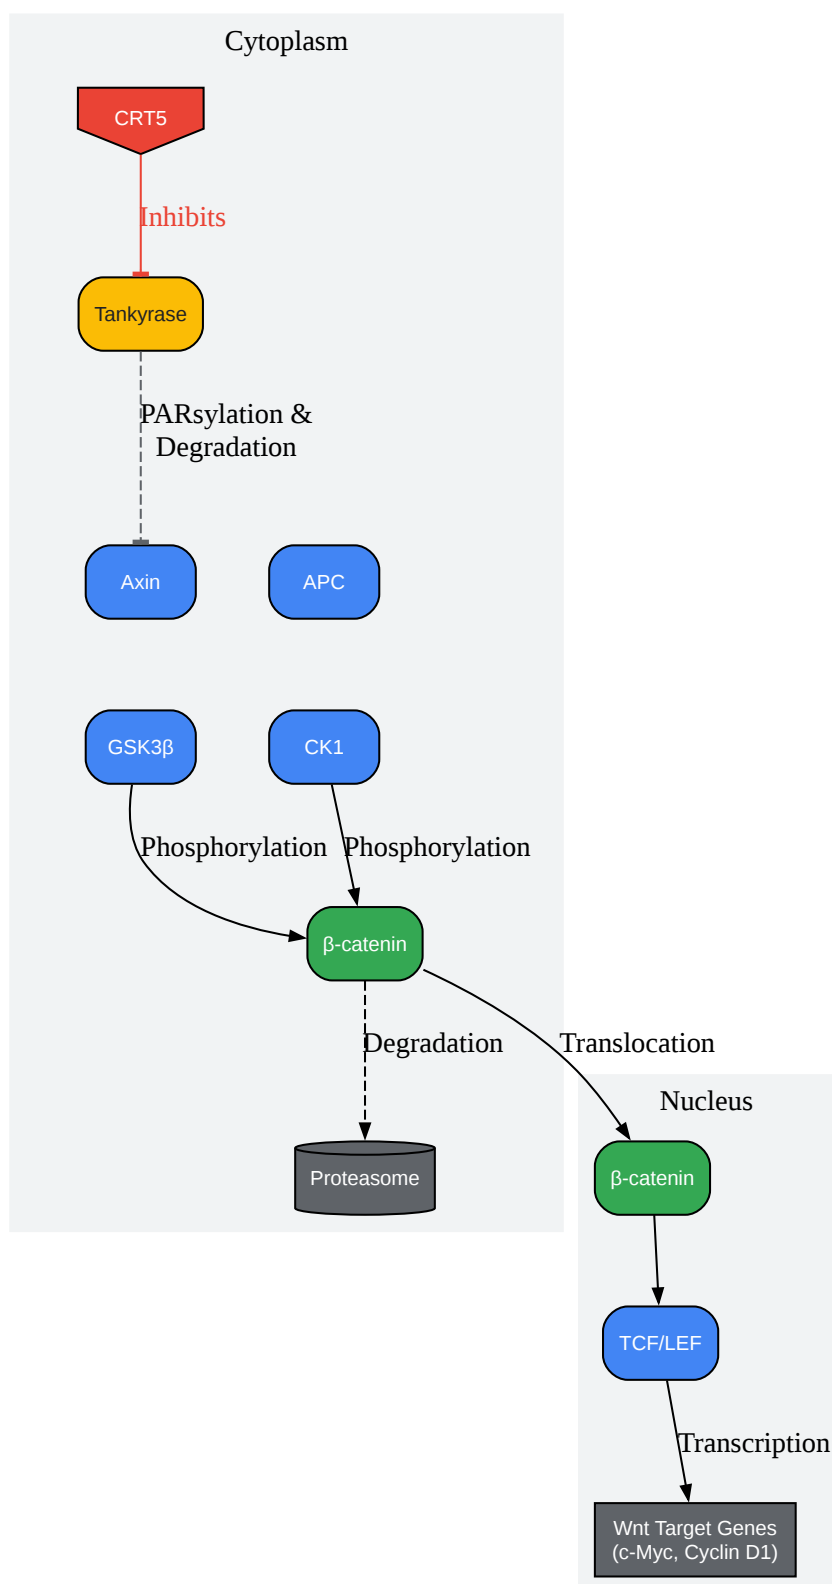 Cytoplasm
CRT5
Inhibits
Tankyrase
PARsylation &
Degradation
Axin
APC
GSK3β
CK1
Phosphorylation
Phosphorylation
β-catenin
Degradation
Translocation
Nucleus
Proteasome
β-catenin
TCF/LEF
Transcription
Wnt Target Genes
(c-Myc, Cyclin D1)